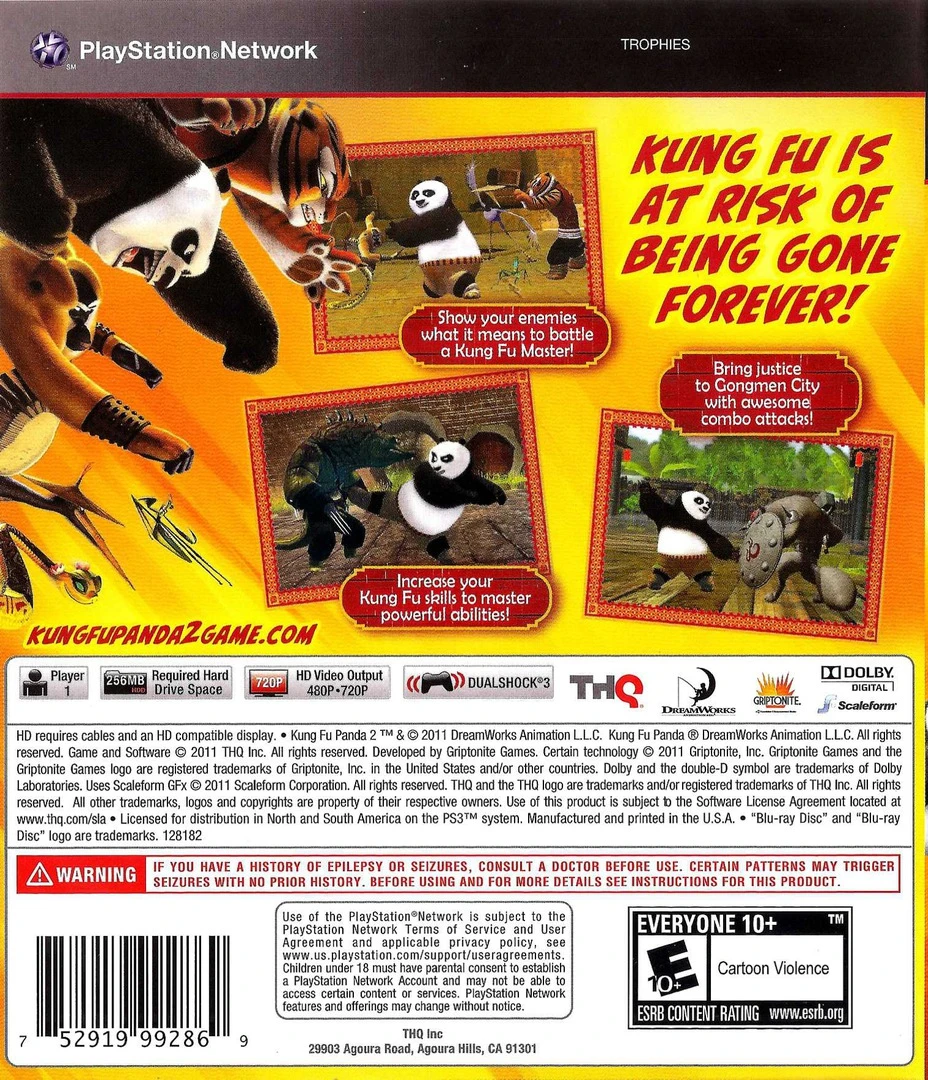 PlayStation®Network
SM
TROPHIES
KUNG FU IS
AT RISK OF
BEING GONE
FOREVER!
Show your enemies
what it means to battle
a Kung Fu Master!
Bring justice
to Gongmen City
with awesome
combo attacks!
Increase your
Kung Fu skills to master
powerful abilities!
KUNGFUPANDA2GAME.COM
Player
1
256MB
HDD
Required Hard
Drive Space
720P
HD Video Output
480P•720P
DUALSHOCK®3
THQ
DREAMWORKS
GRIPTONITE.
DOLBY.
DIGITAL
Scaleform
HD requires cables and an HD compatible display. • Kung Fu Panda 2 ™ & © 2011 DreamWorks Animation L.L.C. Kung Fu Panda ® DreamWorks Animation L.L.C. All rights
reserved. Game and Software © 2011 THQ Inc. All rights reserved. Developed by Griptonite Games. Certain technology © 2011 Griptonite, Inc. Griptonite Games and the
Griptonite Games logo are registered trademarks of Griptonite, Inc. in the United States and/or other countries. Dolby and the double-D symbol are trademarks of Dolby
Laboratories. Uses Scaleform GFx © 2011 Scaleform Corporation. All rights reserved. THQ and the THQ logo are trademarks and/or registered trademarks of THQ Inc. All rights
reserved. All other trademarks, logos and copyrights are property of their respective owners. Use of this product is subject to the Software License Agreement located at
www.thq.com/sla • Licensed for distribution in North and South America on the PS3™ system. Manufactured and printed in the U.S.A. • “Blu-ray Disc” and “Blu-ray
Disc” logo are trademarks. 128182
WARNING
IF YOU HAVE A HISTORY OF EPILEPSY OR SEIZURES, CONSULT A DOCTOR BEFORE USE. CERTAIN PATTERNS MAY TRIGGER
SEIZURES WITH NO PRIOR HISTORY. BEFORE USING AND FOR MORE DETAILS SEE INSTRUCTIONS FOR THIS PRODUCT.
Use of the PlayStation®Network is subject to the
PlayStation Network Terms of Service and User
Agreement and applicable privacy policy, see
www.us.playstation.com/support/useragreements.
Children under 18 must have parental consent to establish
a PlayStation Network Account and may not be able to
access certain content or services. PlayStation Network
features and offerings may change without notice.
THQ Inc
29903 Agoura Road, Agoura Hills, CA 91301
7 52919 99286 9
EVERYONE 10+ ™
E
10+
Cartoon Violence
ESRB CONTENT RATING www.esrb.org